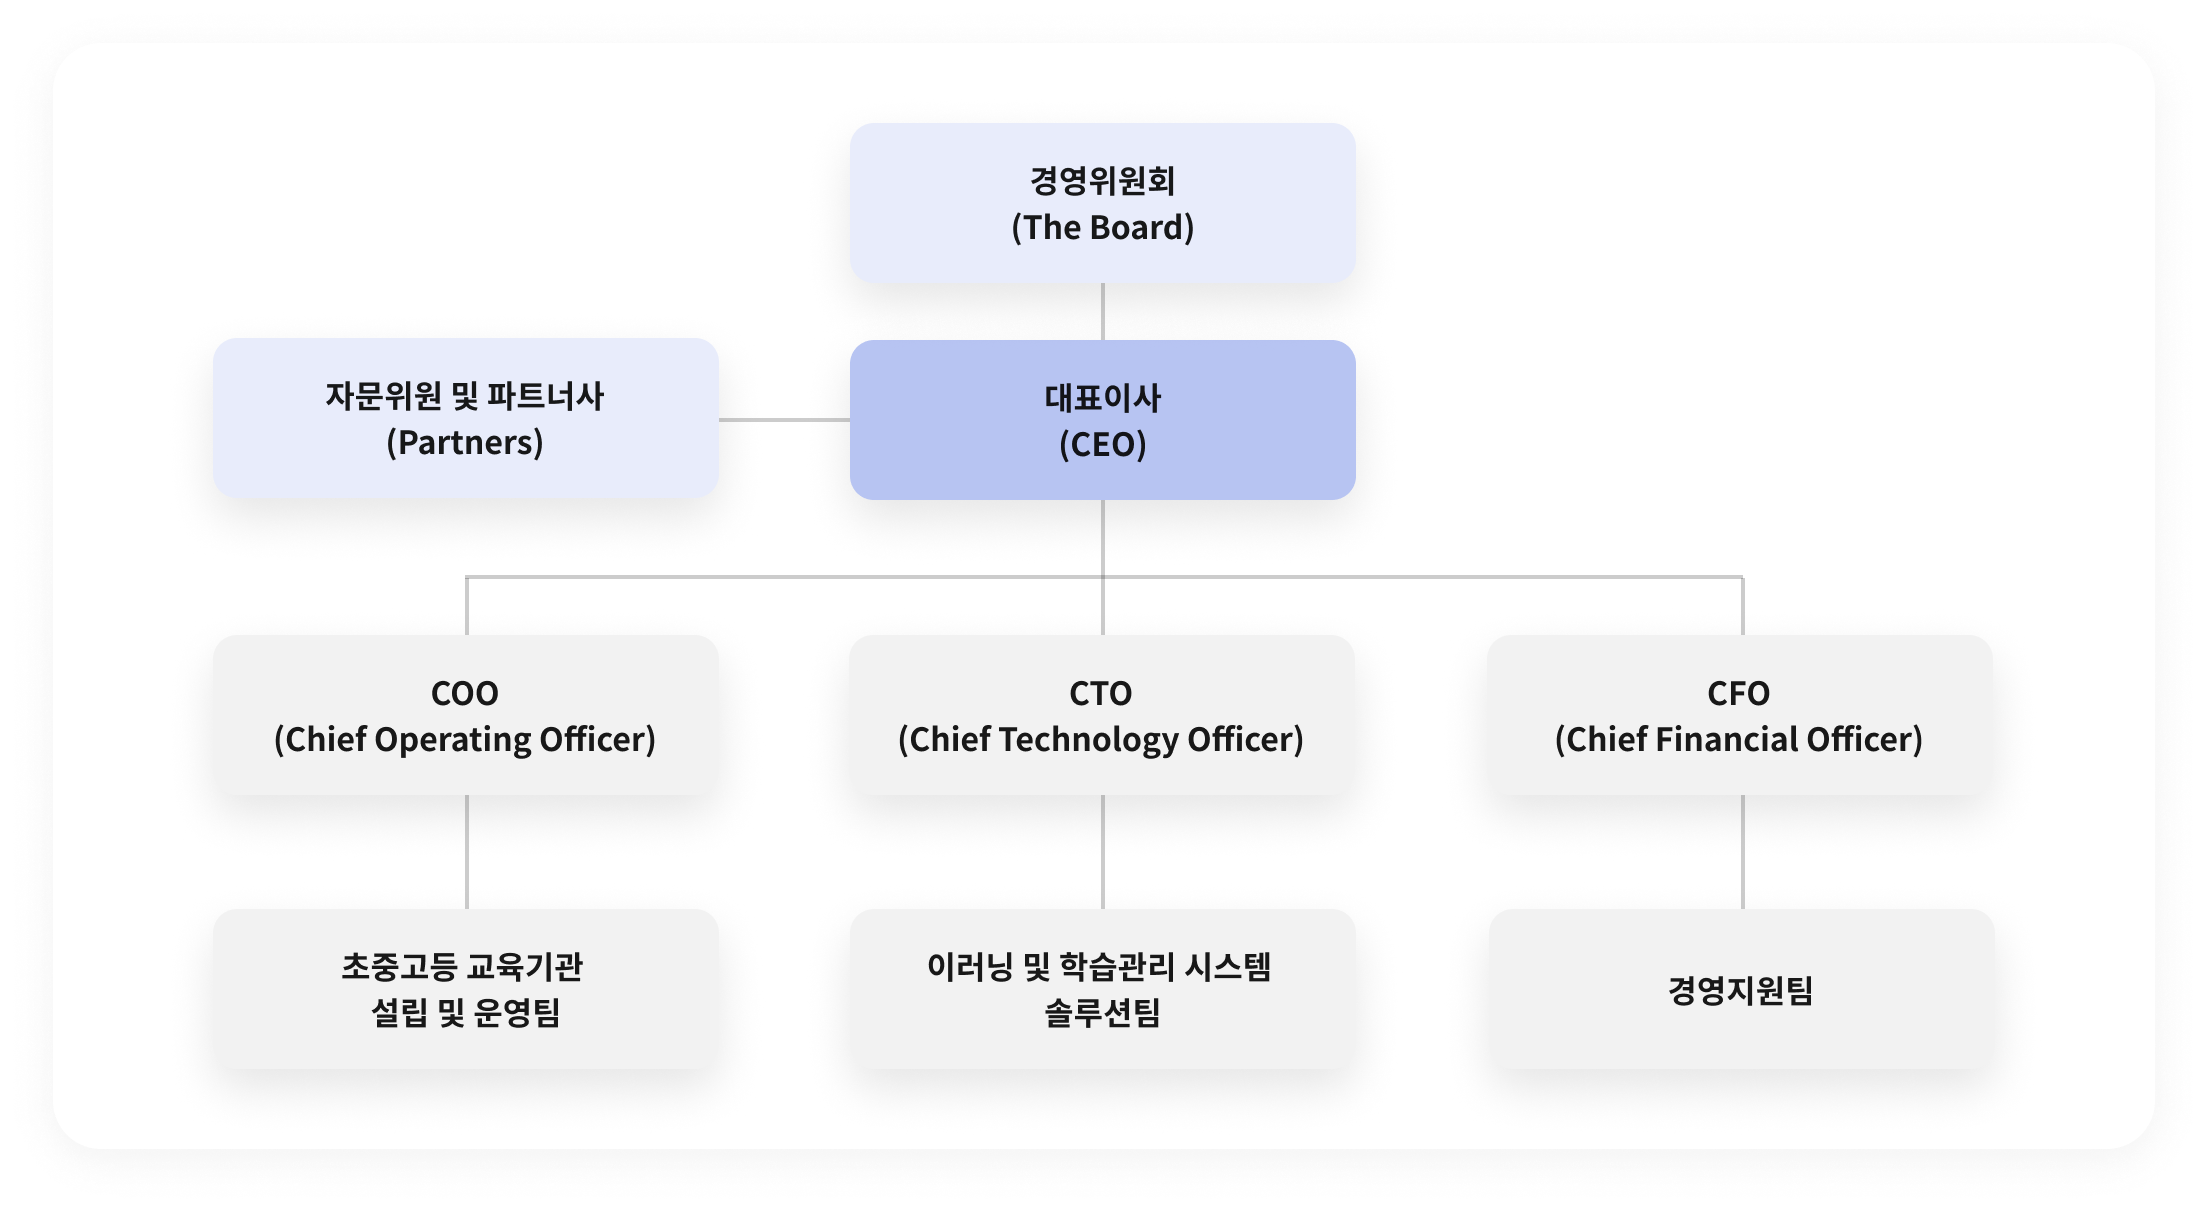 경영위원회
(The Board)
자문위원 및 파트너사
(Partners)
대표이사
(CEO)
COO
(Chief Operating Officer)
CTO
(Chief Technology Officer)
CFO
(Chief Financial Officer)
초중고등 교육기관
설립 및 운영팀
이러닝 및 학습관리 시스템
솔루션팀
경영지원팀